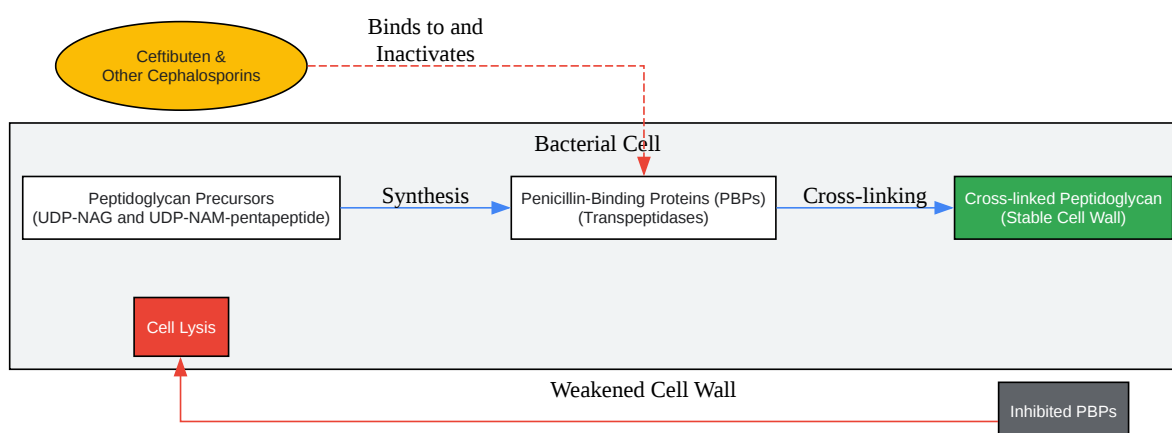 Binds to and
Inactivates
Ceftibuten &
Other Cephalosporins
Bacterial Cell
Peptidoglycan Precursors
(UDP-NAG and UDP-NAM-pentapeptide)
Synthesis
Penicillin-Binding Proteins (PBPs)
(Transpeptidases)
Cross-linking
Cross-linked Peptidoglycan
(Stable Cell Wall)
Cell Lysis
Weakened Cell Wall
Inhibited PBPs